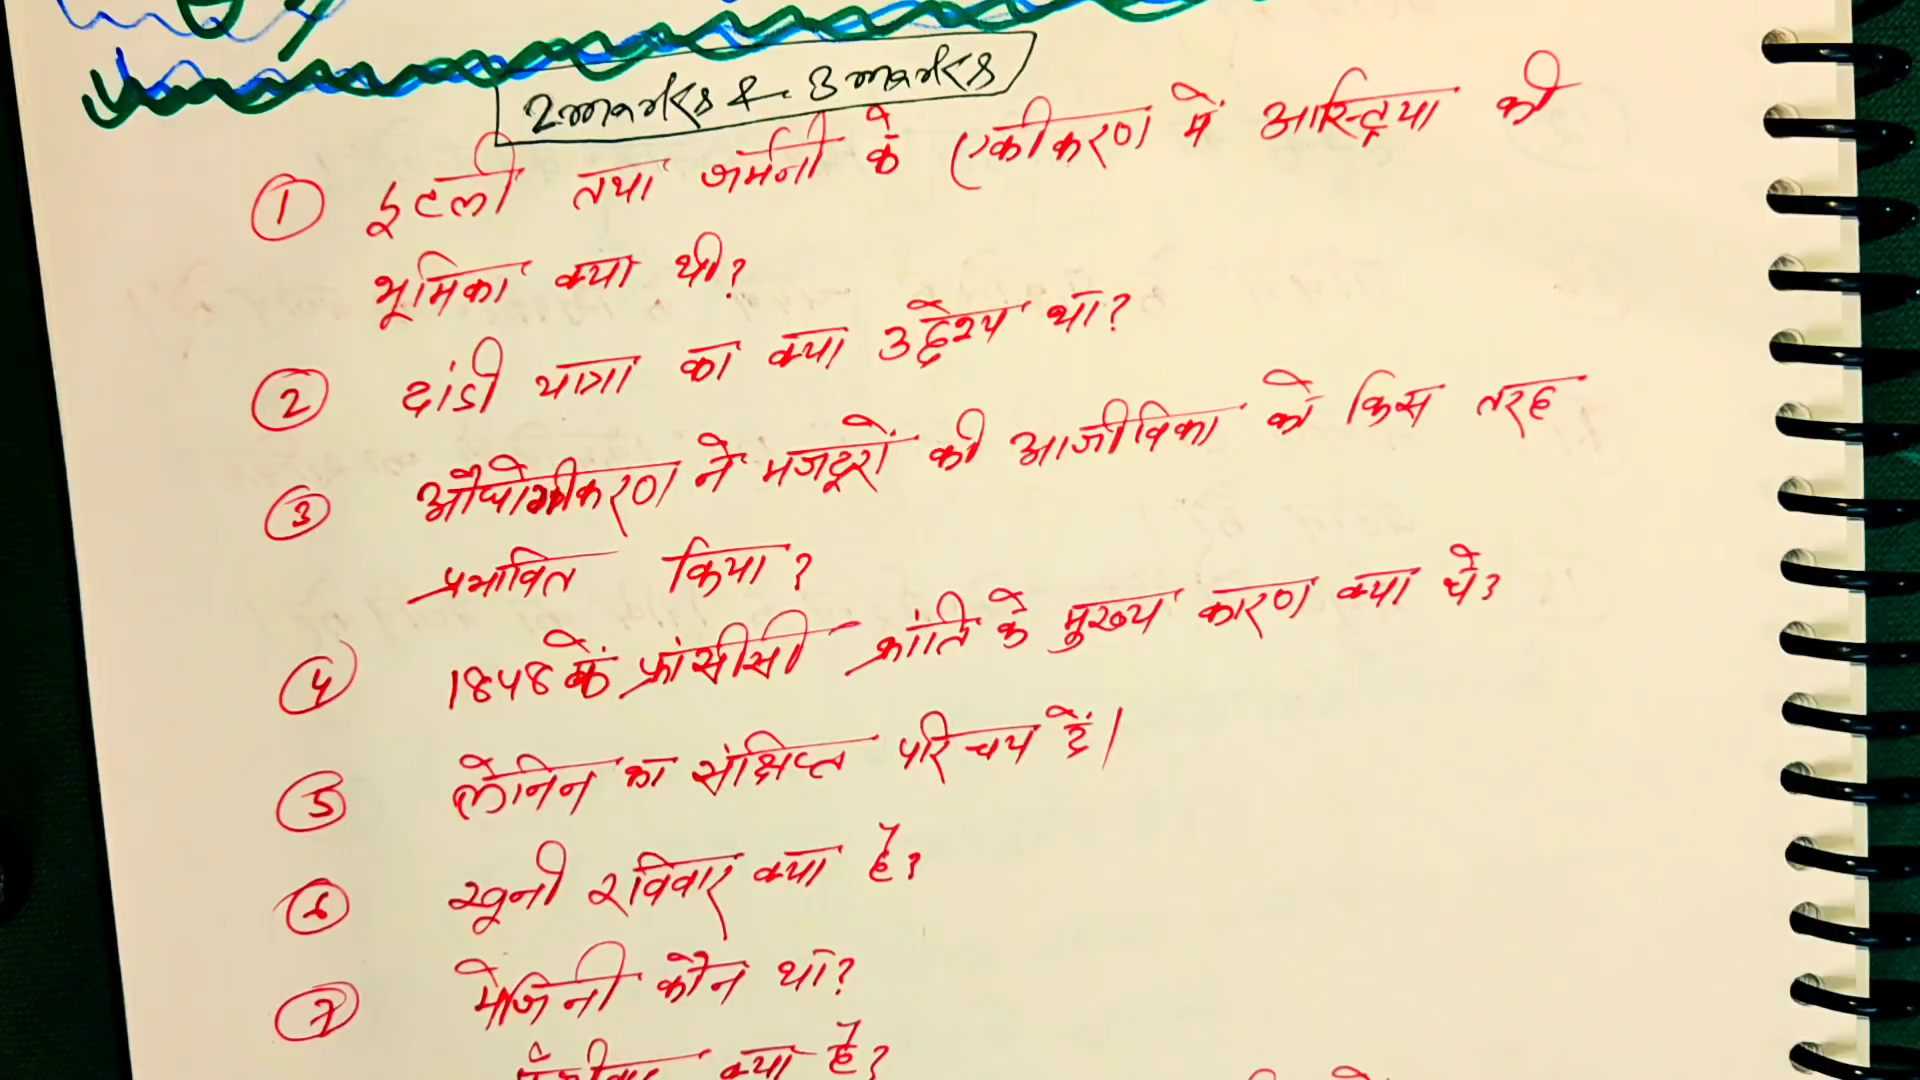 2marks & 3marks
① इटली तथा जर्मनी के एकीकरण में आस्ट्रिया की
भूमिका क्या थी?
② दांडी यात्रा का क्या उद्देश्य था?
③ औद्योगीकरण ने मजदूरों की आजीविका को किस तरह
प्रभावित किया?
④ 1848 के फ्रांसीसी क्रांति के मुख्य कारण क्या थे?
⑤ लेनिन का संक्षिप्त परिचय दें।
⑥ खूनी रविवार क्या है?
⑦ मेजिनी कौन था?
क्या है?